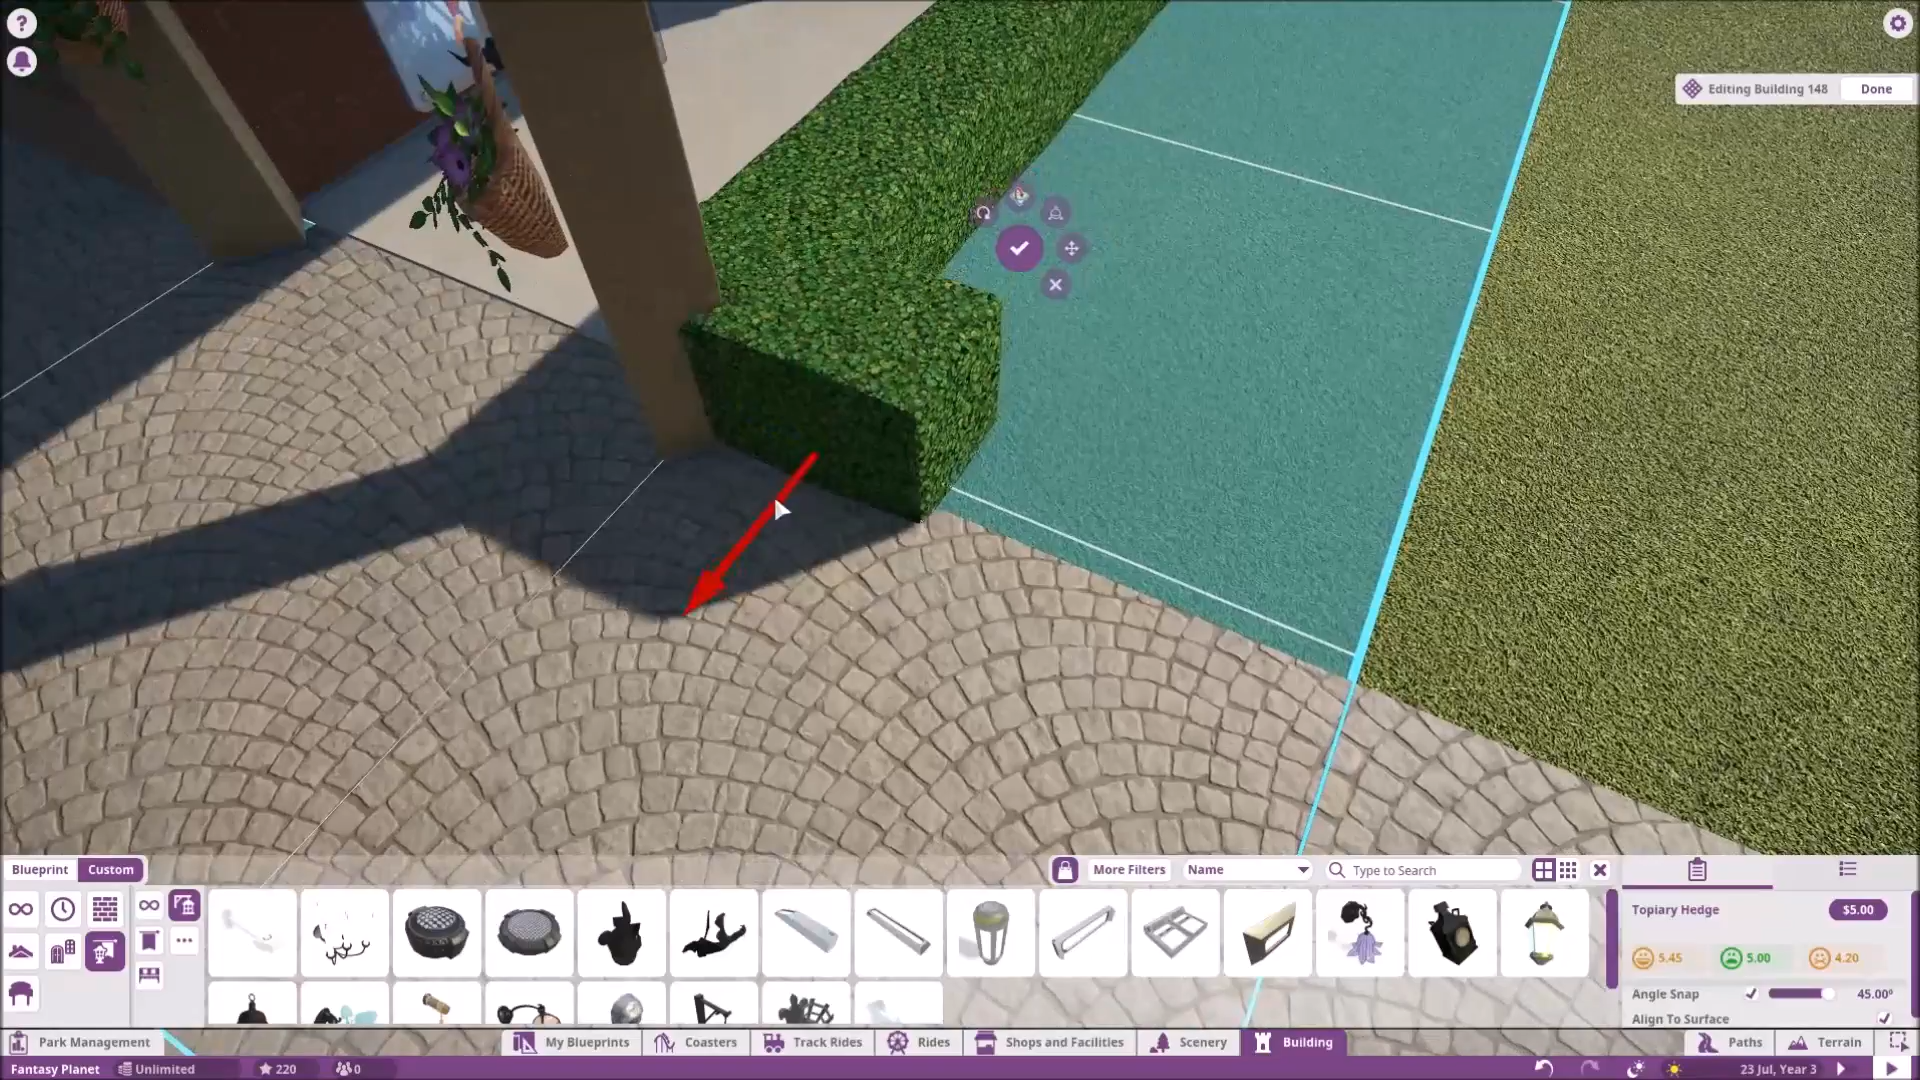 ?
Editing Building 148 Done
Blueprint Custom
More Filters Name Type to Search
Topiary Hedge $5.00
5.45 5.00 4.20
Angle Snap 45.00°
Align To Surface
Park Management My Blueprints Coasters Track Rides Rides Shops and Facilities Scenery Building Paths Terrain
Fantasy Planet Unlimited 220 0 23 Jul, Year 3